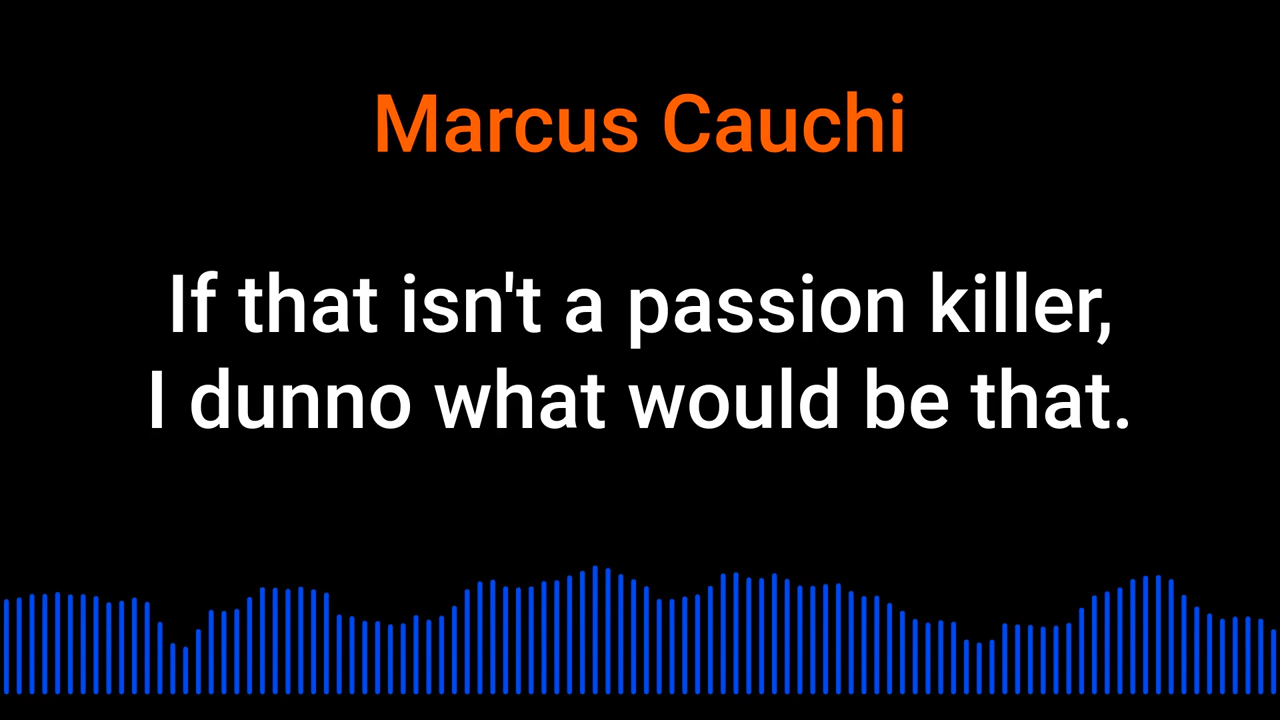 Marcus Cauchi
If that isn't a passion killer,
I dunno what would be that.